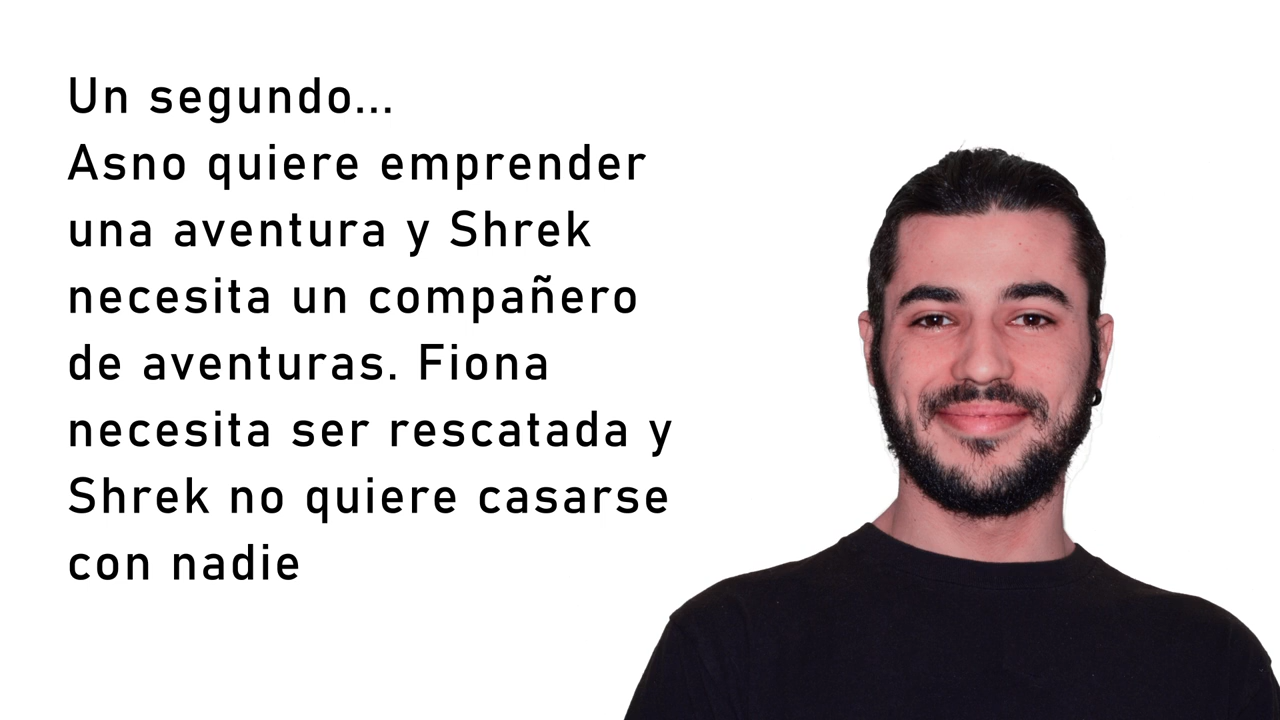 Un segundo...
Asno quiere emprender
una aventura y Shrek
necesita un compañero
de aventuras. Fiona
necesita ser rescatada y
Shrek no quiere casarse
con nadie